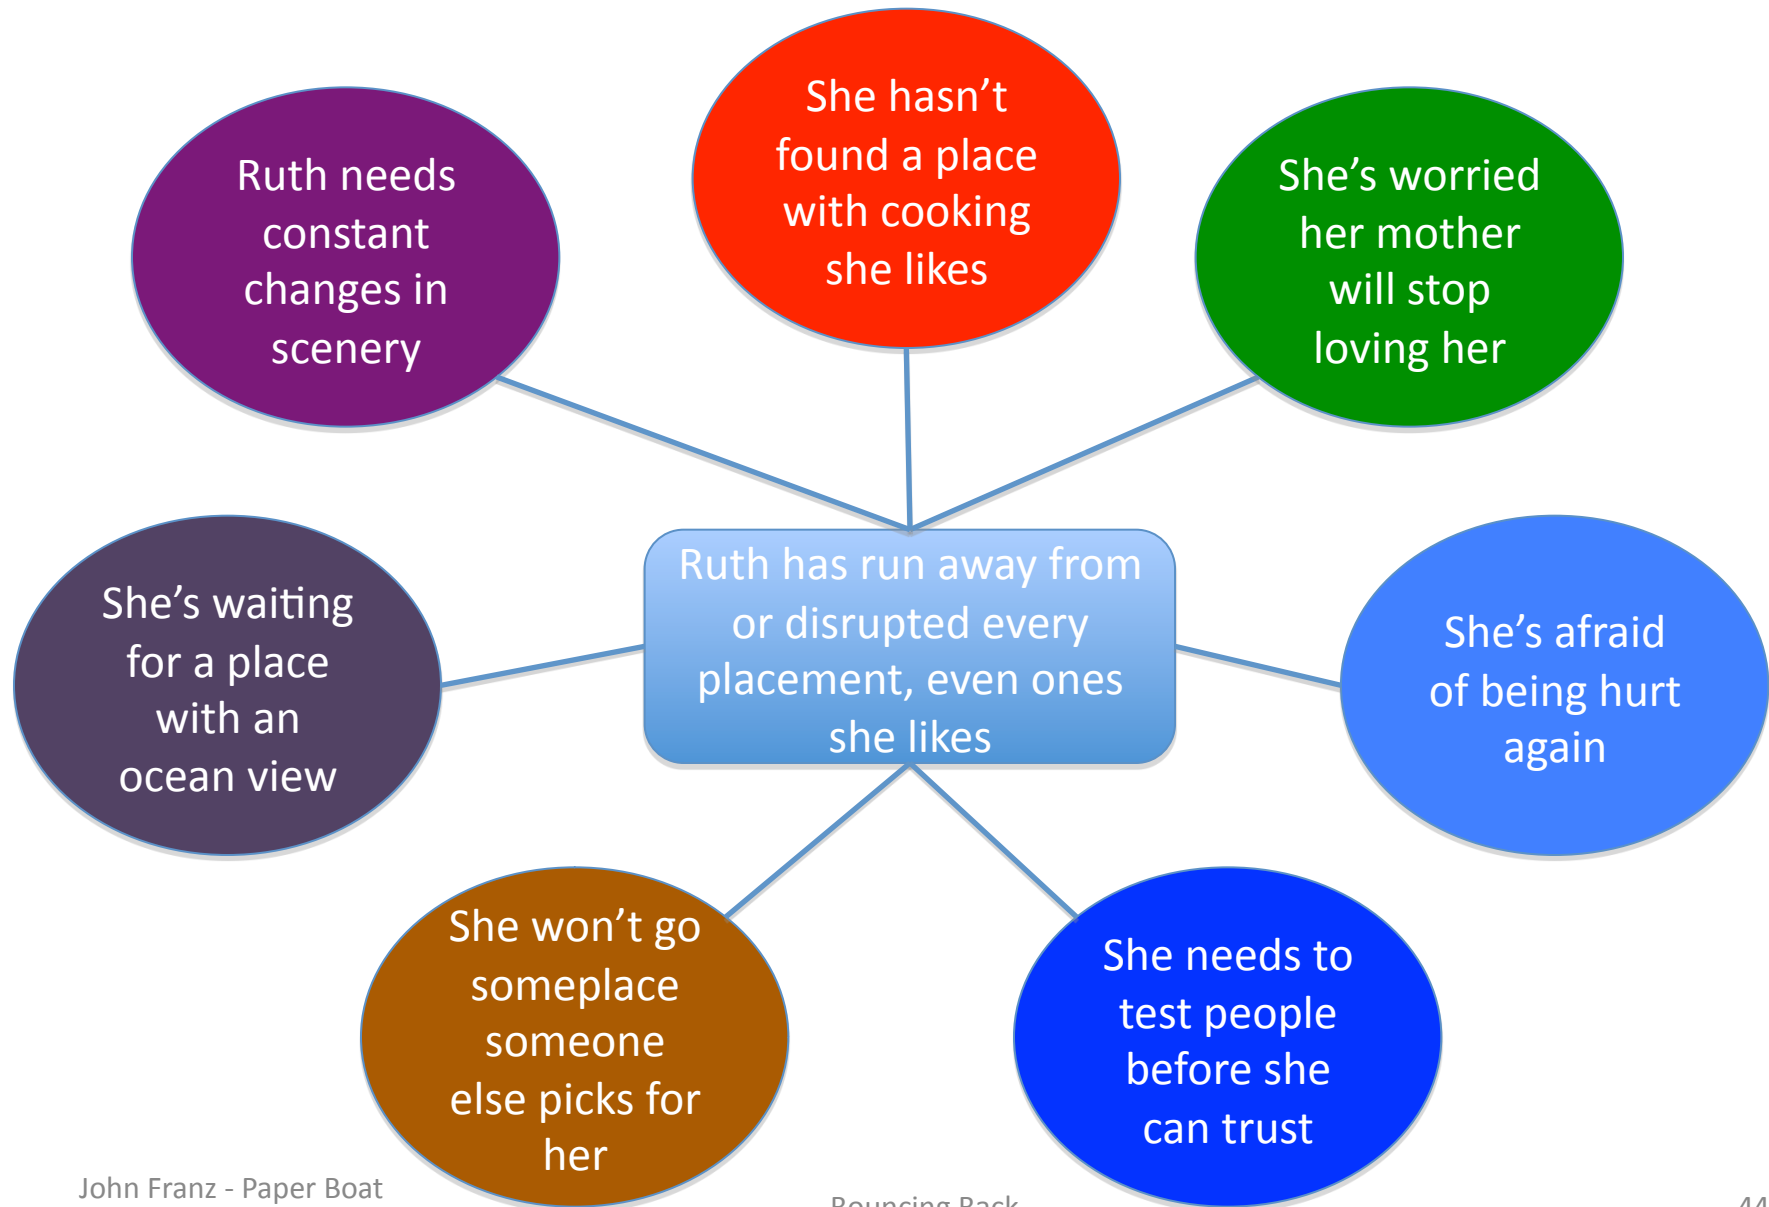 She hasn’t
found a place
with cooking
she likes
Ruth needs
constant
changes in
scenery
She’s worried
her mother
will stop
loving her
Ruth has run away from
or disrupted every
placement, even ones
she likes
She’s waiting
for a place
with an
ocean view
She’s afraid
of being hurt
again
She won’t go
someplace
someone
else picks for
her
She needs to
test people
before she
can trust
John Franz - Paper Boat
Bouncing Back
44